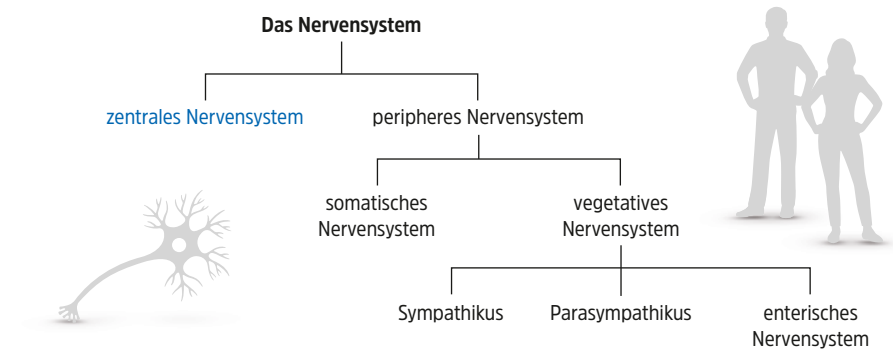 Das Nervensystem
zentrales Nervensystem
peripheres Nervensystem
somatisches
Nervensystem
vegetatives
Nervensystem
Sympathikus
Parasympathikus
enterisches
Nervensystem